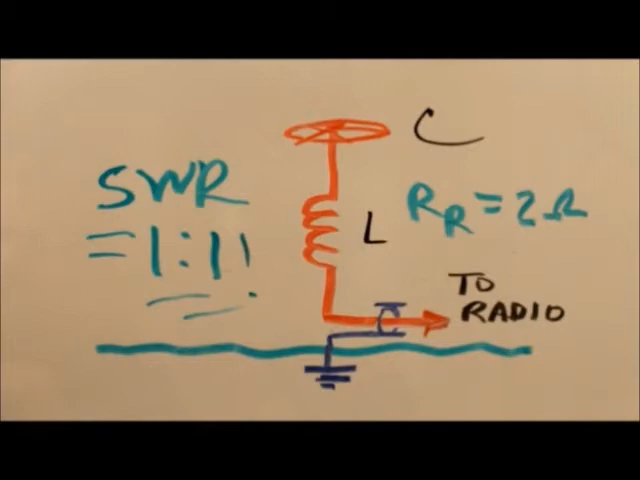 C
SWR
= 1:1!
L
RR = 2Ω
TO
RADIO